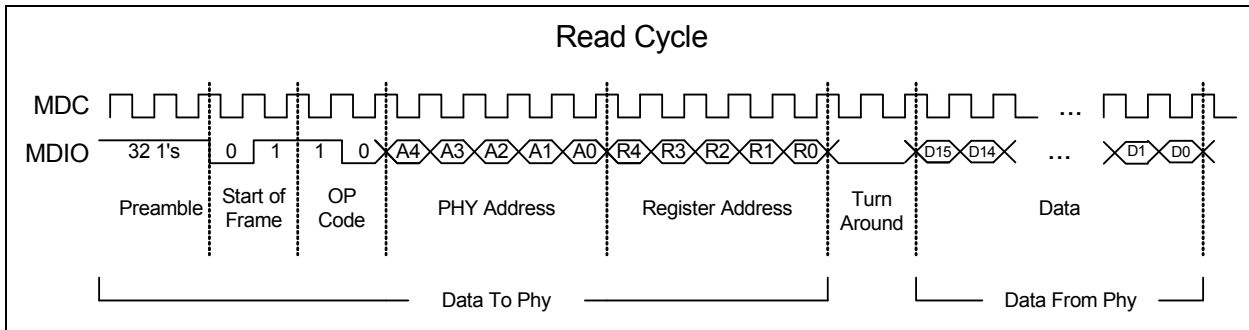 Read Cycle
MDC ...
MDIO 32 1's 0 1 1 0 A4 A3 A2 A1 A0 R4 R3 R2 R1 R0 D15 D14 ... D1 D0
Preamble Start of Frame OP Code PHY Address Register Address Turn Around Data
Data To Phy Data From Phy